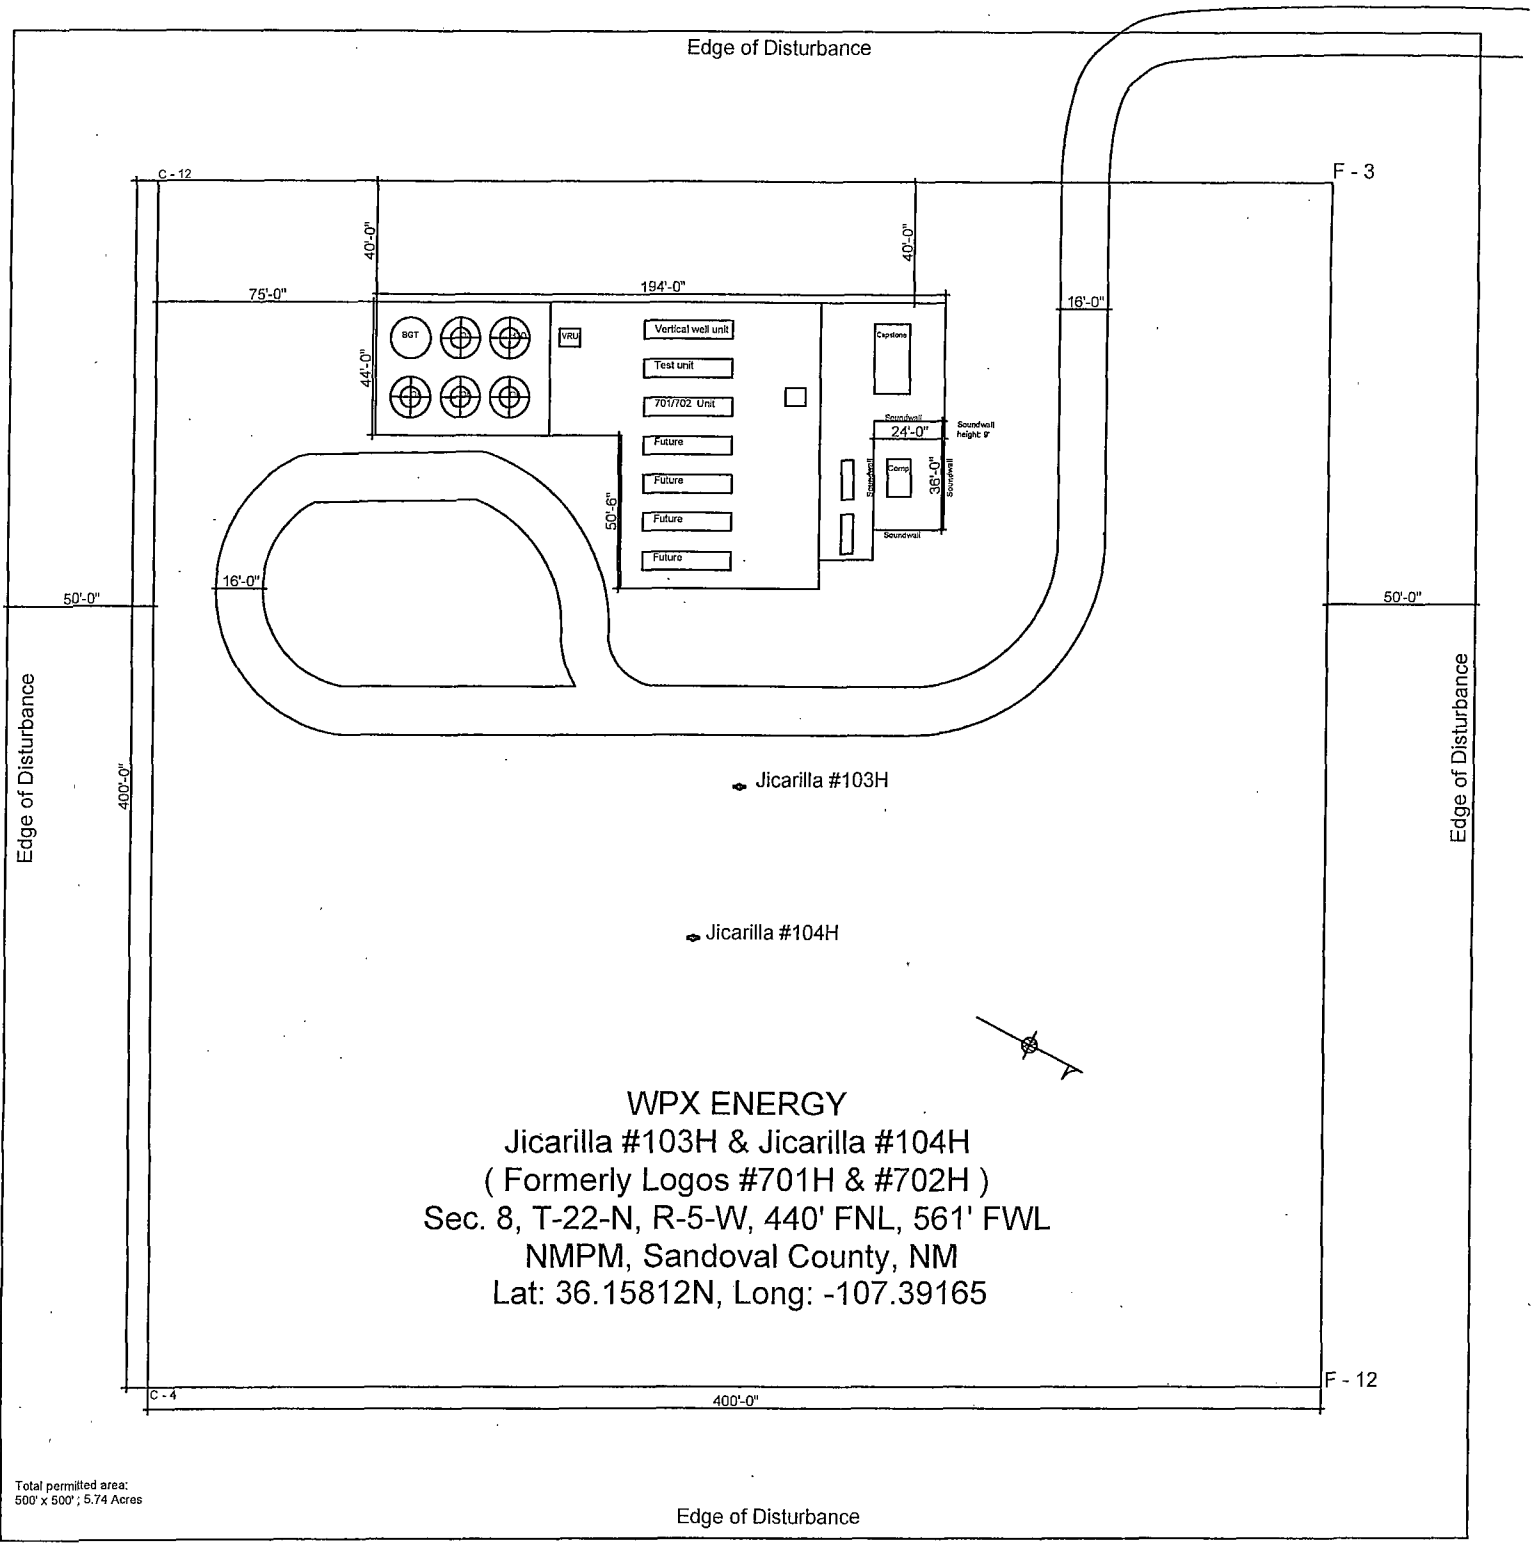 Edge of Disturbance
C - 12
F - 3
40'-0"
40'-0"
75'-0"
194'-0"
16'-0"
44'-0"
BGT
VRU
Vertical well unit
Test unit
701/702 Unit
Future
Future
Future
Future
Capstone
Soundwall
24'-0"
Soundwall
height: 9'
Comp
36'-0"
Soundwall
Soundwall
Soundwall
50'-6"
16'-0"
50'-0"
50'-0"
Edge of Disturbance
Edge of Disturbance
400'-0"
Jicarilla #103H
Jicarilla #104H
WPX ENERGY
Jicarilla #103H & Jicarilla #104H
( Formerly Logos #701H & #702H )
Sec. 8, T-22-N, R-5-W, 440' FNL, 561' FWL
NMPM, Sandoval County, NM
Lat: 36.15812N, Long: -107.39165
C - 4
F - 12
400'-0"
Total permitted area:
500' x 500' ; 5.74 Acres
Edge of Disturbance